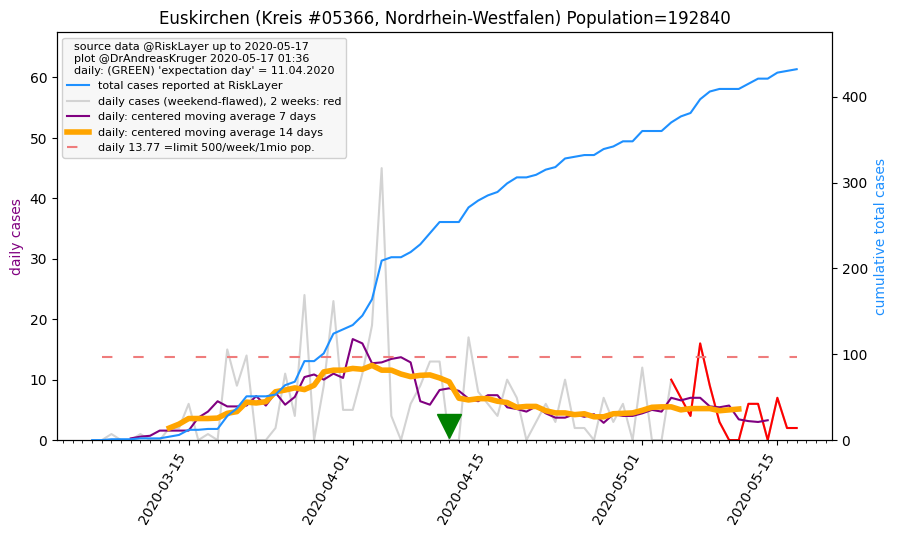 Euskirchen (Kreis #05366, Nordrhein-Westfalen) Population=192840
source data @RiskLayer up to 2020-05-17
plot @DrAndreasKruger 2020-05-17 01:36
daily: (GREEN) 'expectation day' = 11.04.2020
total cases reported at RiskLayer
daily cases (weekend-flawed), 2 weeks: red
daily: centered moving average 7 days
daily: centered moving average 14 days
daily 13.77 =limit 500/week/1mio pop.
daily cases
60
50
40
30
20
10
0
cumulative total cases
400
300
200
100
0
2020-03-15
2020-04-01
2020-04-15
2020-05-01
2020-05-15